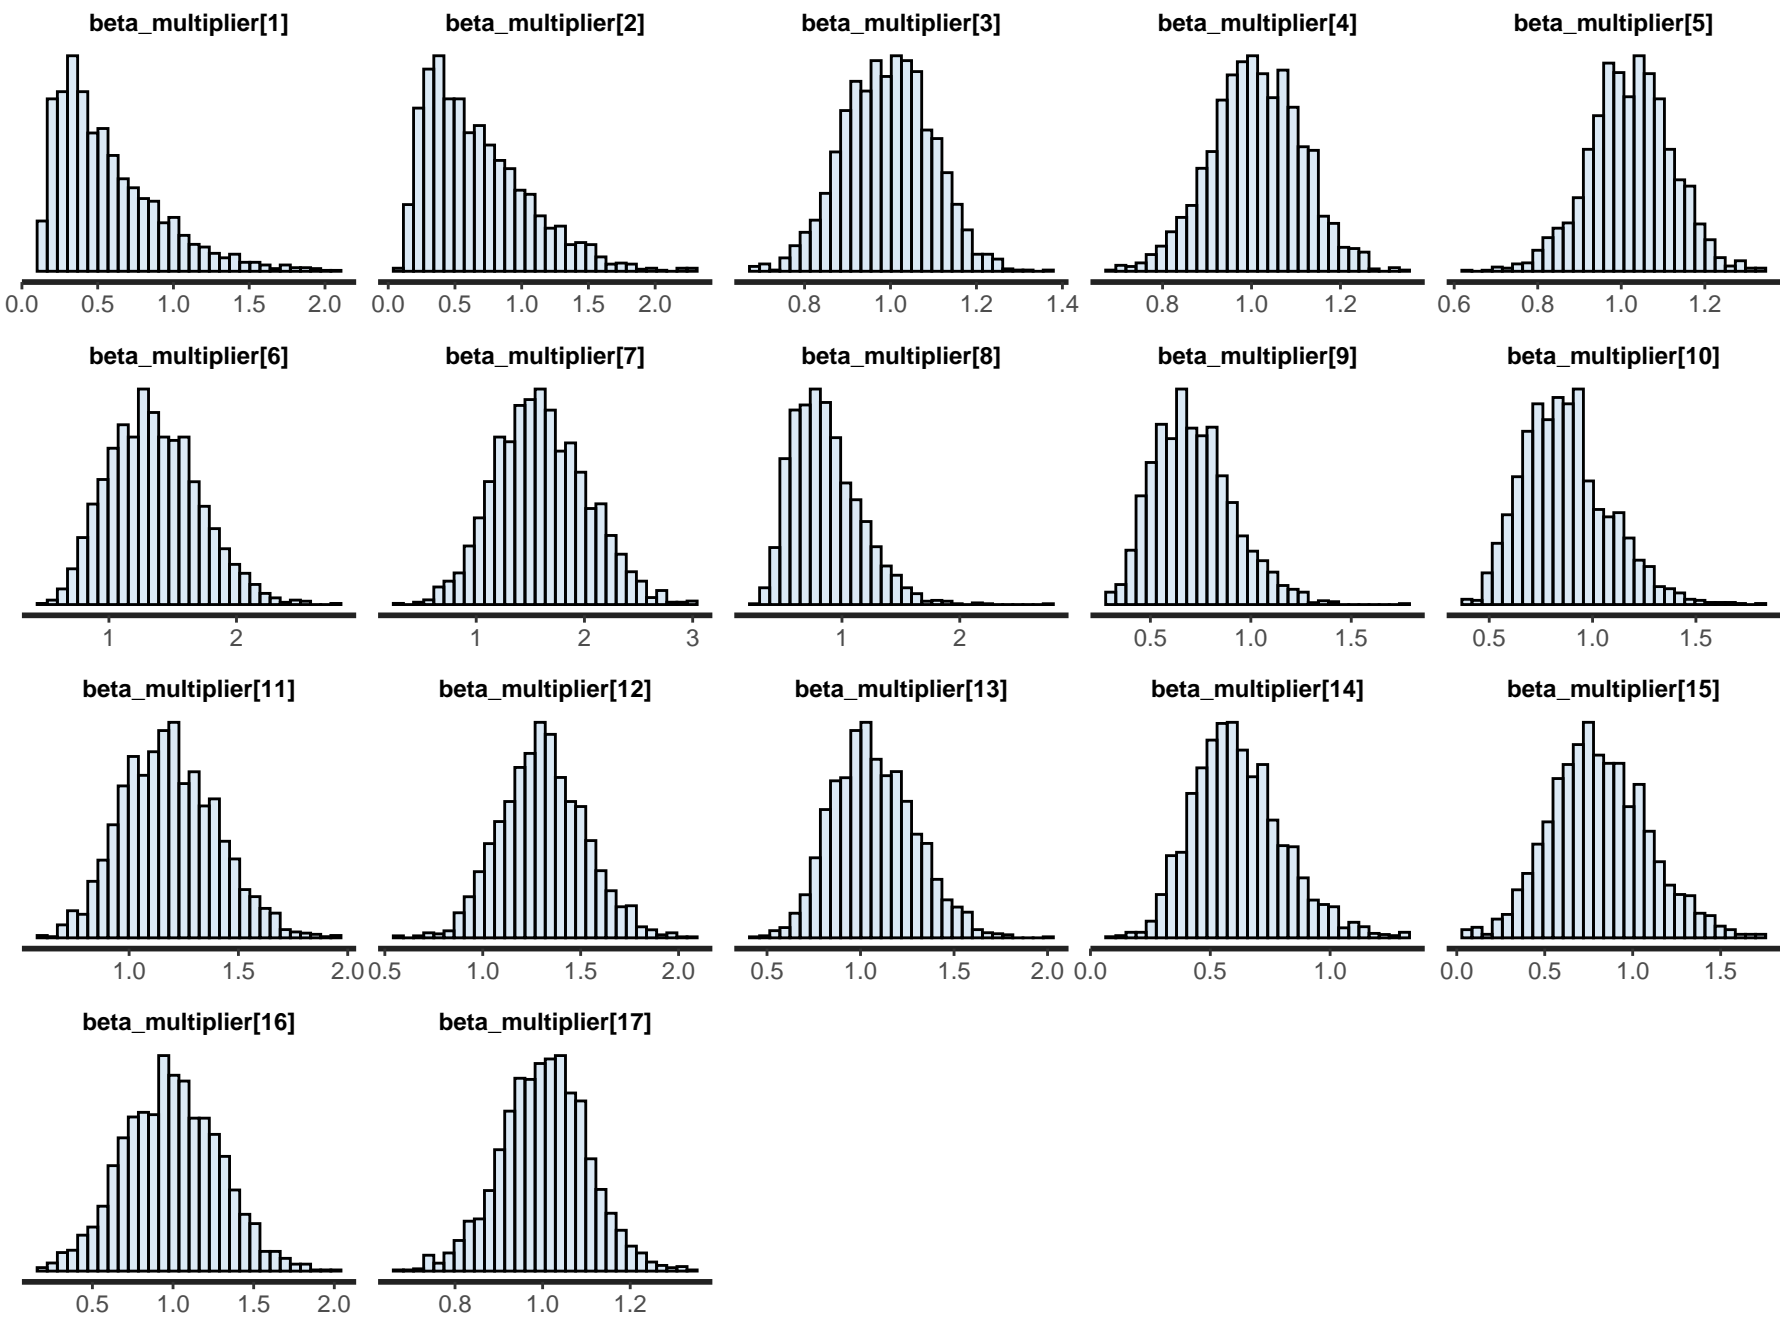 beta_multiplier[1] beta_multiplier[2] beta_multiplier[3] beta_multiplier[4] beta_multiplier[5]
0.0 0.5 1.0 1.5 2.0 0.0 0.5 1.0 1.5 2.0 0.8 1.0 1.2 1.4 0.8 1.0 1.2 0.6 0.8 1.0 1.2
beta_multiplier[6] beta_multiplier[7] beta_multiplier[8] beta_multiplier[9] beta_multiplier[10]
1 2 1 2 3 1 2 0.5 1.0 1.5 0.5 1.0 1.5
beta_multiplier[11] beta_multiplier[12] beta_multiplier[13] beta_multiplier[14] beta_multiplier[15]
1.0 1.5 2.0 0.5 1.0 1.5 2.0 0.5 1.0 1.5 2.0 0.0 0.5 1.0 0.0 0.5 1.0 1.5
beta_multiplier[16] beta_multiplier[17]
0.5 1.0 1.5 2.0 0.8 1.0 1.2